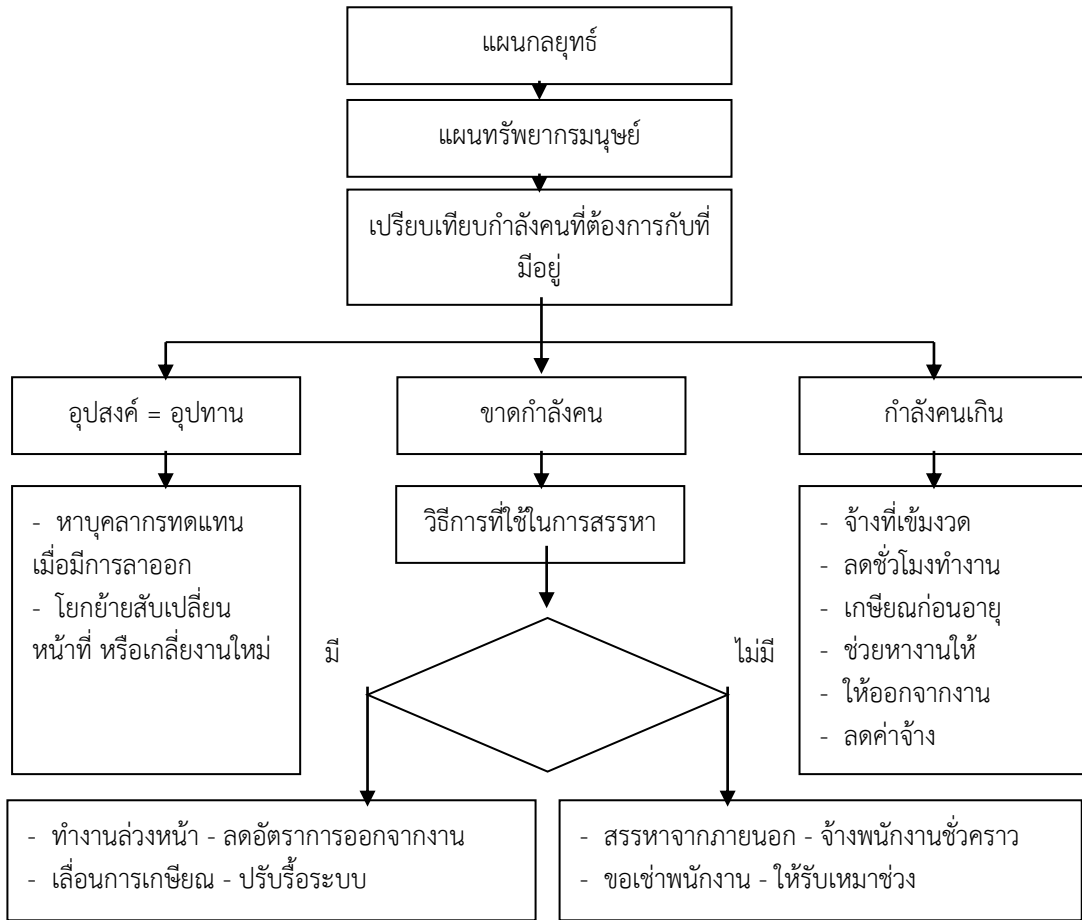 แผนกลยุทธ์
แผนทรัพยากรมนุษย์
เปรียบเทียบกำลังคนที่ต้องการกับที่
มีอยู่
อุปสงค์ = อุปทาน
ขาดกำลังคน
กำลังคนเกิน
- หาบุคลากรทดแทน
เมื่อมีการลาออก
- โยกย้ายสับเปลี่ยน
หน้าที่ หรือเกลี่ยงานใหม่
วิธีการที่ใช้ในการสรรหา
- จ้างที่เข้มงวด
- ลดชั่วโมงทำงาน
- เกษียณก่อนอายุ
- ช่วยหางานให้
- ให้ออกจากงาน
- ลดค่าจ้าง
มี
ไม่มี
- ทำงานล่วงหน้า - ลดอัตราการออกจากงาน
- เลื่อนการเกษียณ - ปรับรื้อระบบ
- สรรหาจากภายนอก - จ้างพนักงานชั่วคราว
- ขอเช่าพนักงาน - ให้รับเหมาช่วง